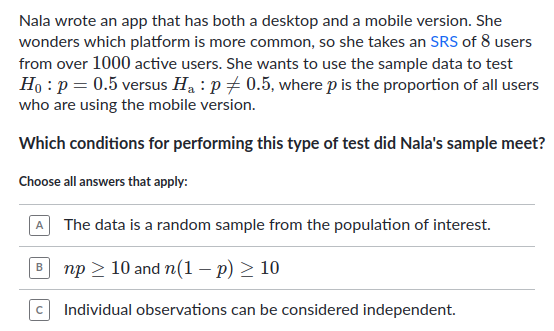 Nala wrote an app that has both a desktop and a mobile version. She
wonders which platform is more common, so she takes an SRS of 8 users
from over 1000 active users. She wants to use the sample data to test
H₀ : p = 0.5 versus Hₐ : p ≠ 0.5, where p is the proportion of all users
who are using the mobile version.
Which conditions for performing this type of test did Nala's sample meet?
Choose all answers that apply:
A The data is a random sample from the population of interest.
B np ≥ 10 and n(1 − p) ≥ 10
C Individual observations can be considered independent.